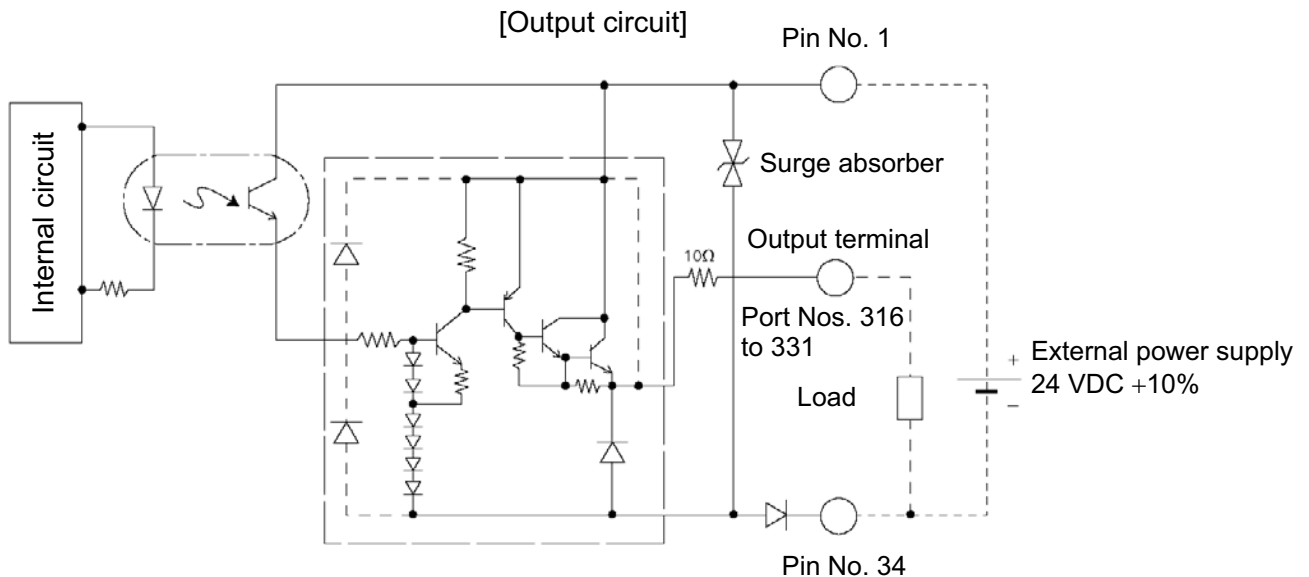 [Output circuit]
Pin No. 1
Internal circuit
Surge absorber
Output terminal
10Ω
Port Nos. 316
to 331
External power supply
24 VDC +10%
+
−
Load
Pin No. 34